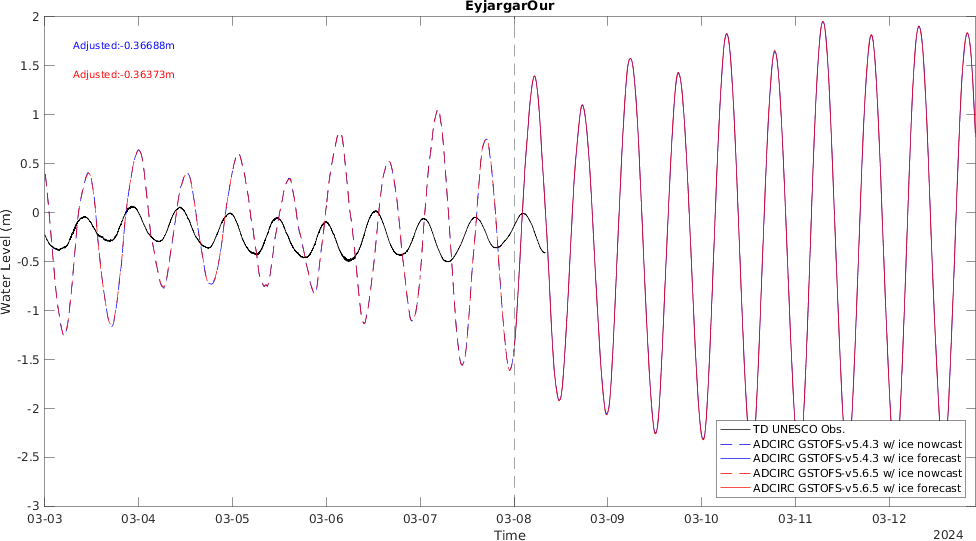 EyjargarOur
Adjusted:-0.36688m
Adjusted:-0.36373m
Water Level (m)
2
1.5
1
0.5
0
-0.5
-1
-1.5
-2
-2.5
-3
TD UNESCO Obs.
ADCIRC GSTOFS-v5.4.3 w/ ice nowcast
ADCIRC GSTOFS-v5.4.3 w/ ice forecast
ADCIRC GSTOFS-v5.6.5 w/ ice nowcast
ADCIRC GSTOFS-v5.6.5 w/ ice forecast
03-03 03-04 03-05 03-06 03-07 03-08 03-09 03-10 03-11 03-12
Time
2024